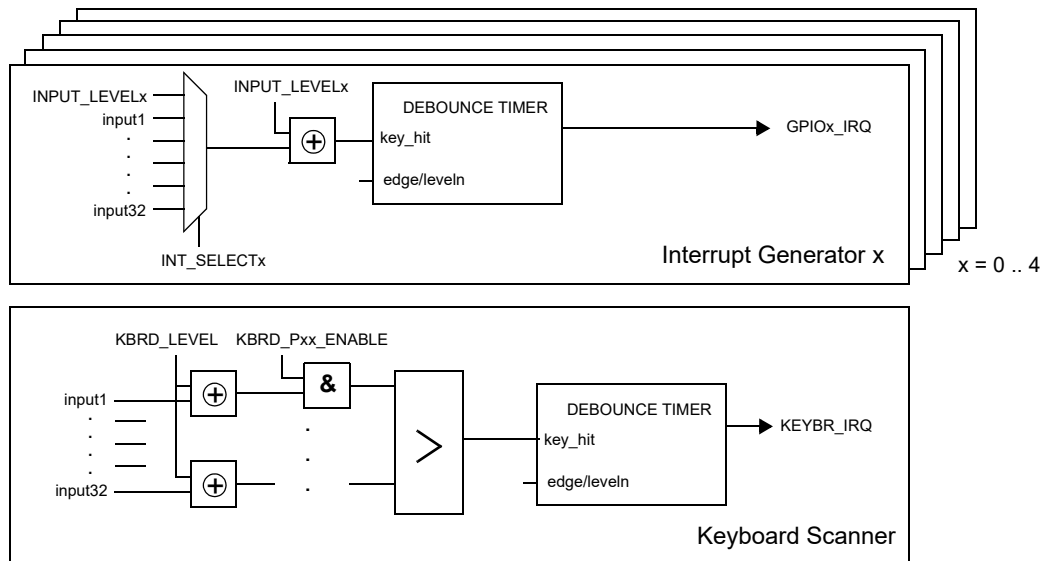 INPUT_LEVELx
INPUT_LEVELx
input1
.
.
.
.
input32
INT_SELECTx
⊕
DEBOUNCE TIMER
key_hit
edge/leveln
GPIOx_IRQ
Interrupt Generator x
x = 0 .. 4
KBRD_LEVEL
KBRD_Pxx_ENABLE
input1
.
.
.
.
input32
⊕
⊕
&
.
.
.
>
DEBOUNCE TIMER
key_hit
edge/leveln
KEYBR_IRQ
Keyboard Scanner